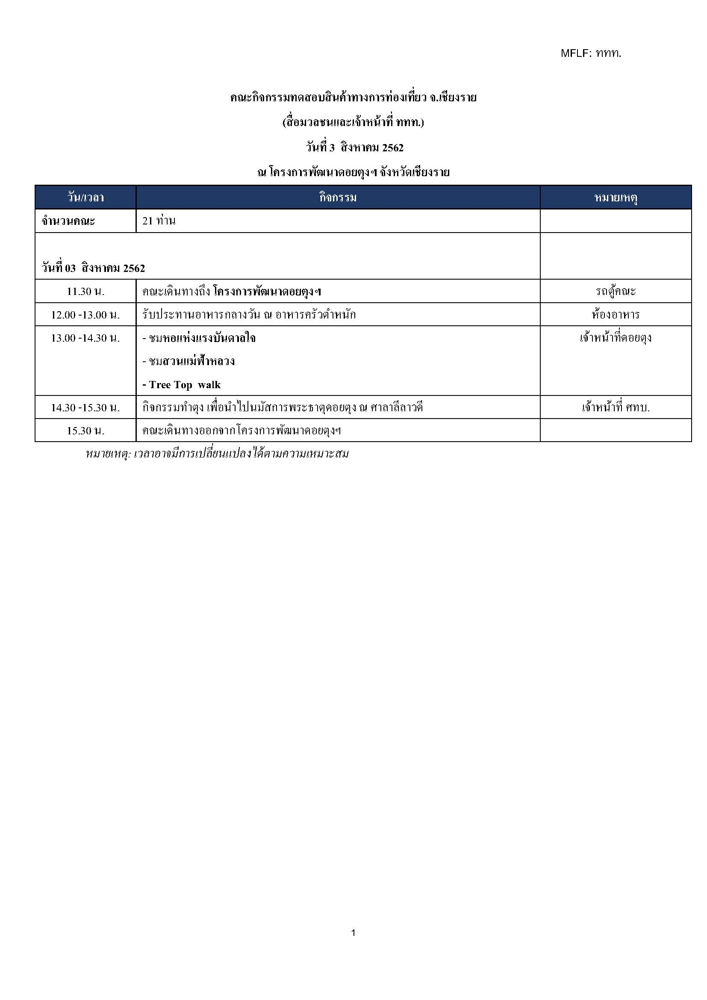 MFLF: ททท.
คณะกิจกรรมทดสอบสินค้าทางการท่องเที่ยว จ.เชียงราย
(สื่อมวลชนและเจ้าหน้าที่ ททท.)
วันที่ 3 สิงหาคม 2562
ณ โครงการพัฒนาดอยตุงฯ จังหวัดเชียงราย
วัน/เวลา กิจกรรม หมายเหตุ
จำนวนคณะ 21 ท่าน
วันที่ 03 สิงหาคม 2562
11.30 น. คณะเดินทางถึง โครงการพัฒนาดอยตุงฯ รถตู้คณะ
12.00 -13.00 น. รับประทานอาหารกลางวัน ณ อาหารครัวตำหนัก ห้องอาหาร
13.00 -14.30 น. - ชมหอแห่งแรงบันดาลใจ เจ้าหน้าที่ดอยตุง
- ชมสวนแม่ฟ้าหลวง
- Tree Top walk
14.30 -15.30 น. กิจกรรมทำตุง เพื่อนำไปนมัสการพระธาตุดอยตุง ณ ศาลาลีลาวดี เจ้าหน้าที่ ศทบ.
15.30 น. คณะเดินทางออกจากโครงการพัฒนาดอยตุงฯ
หมายเหตุ: เวลาอาจมีการเปลี่ยนแปลงได้ตามความเหมาะสม
1